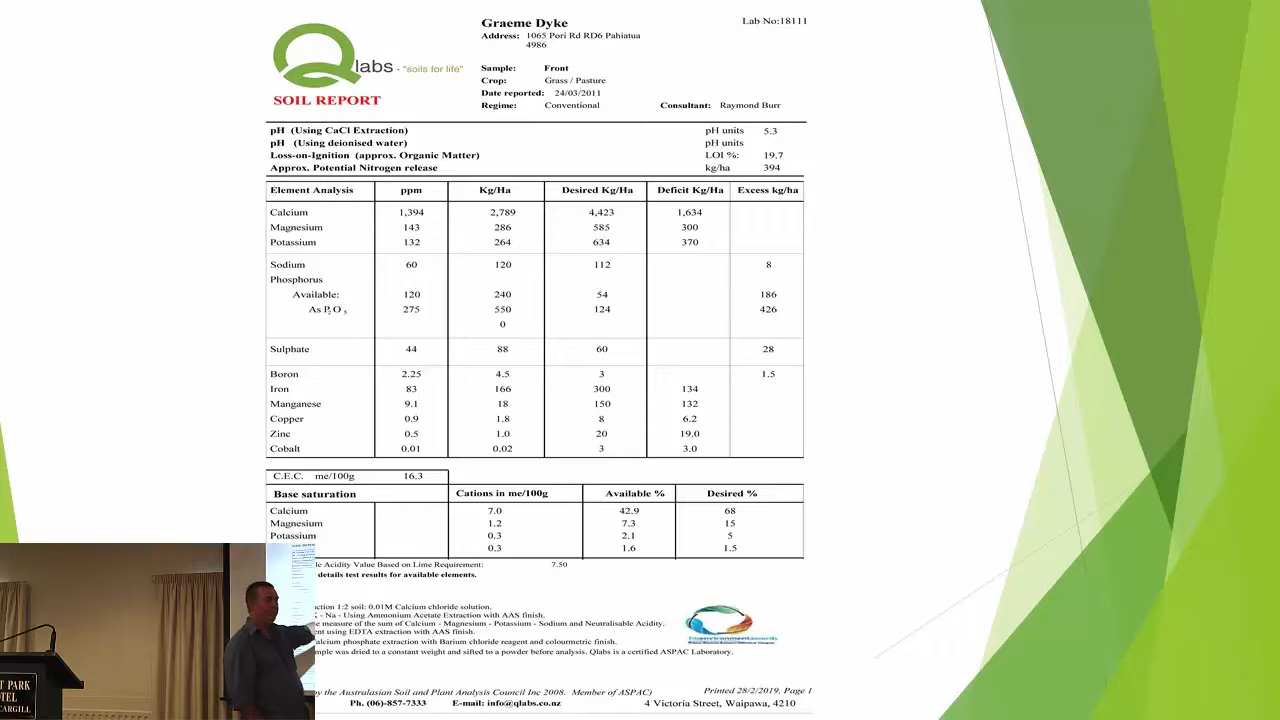 Graeme Dyke
Lab No:18111
Address: 1065 Pori Rd RD6 Pahiatua
4986
Qlabs - "soils for life"
SOIL REPORT
Sample: Front
Crop: Grass / Pasture
Date reported: 24/03/2011
Regime: Conventional Consultant: Raymond Burr
pH (Using CaCl Extraction) pH units 5.3
pH (Using deionised water) pH units
Loss-on-Ignition (approx. Organic Matter) LOI %: 19.7
Approx. Potential Nitrogen release kg/ha 394
Element Analysis ppm Kg/Ha Desired Kg/Ha Deficit Kg/Ha Excess kg/ha
Calcium 1,394 2,789 4,423 1,634
Magnesium 143 286 585 300
Potassium 132 264 634 370
Sodium 60 120 112 8
Phosphorus
Available: 120 240 54 186
As P2O5 275 550 124 426
0
Sulphate 44 88 60 28
Boron 2.25 4.5 3 1.5
Iron 83 166 300 134
Manganese 9.1 18 150 132
Copper 0.9 1.8 8 6.2
Zinc 0.5 1.0 20 19.0
Cobalt 0.01 0.02 3 3.0
C.E.C. me/100g 16.3
Base saturation Cations in me/100g Available % Desired %
Calcium 7.0 42.9 68
Magnesium 1.2 7.3 15
Potassium 0.3 2.1 5
0.3 1.6 1.5
le Acidity Value Based on Lime Requirement: 7.50
details test results for available elements.
ction 1:2 soil: 0.01M Calcium chloride solution.
K - Na - Using Ammonium Acetate Extraction with AAS finish.
e measure of the sum of Calcium - Magnesium - Potassium - Sodium and Neutralisable Acidity.
ent using EDTA extraction with AAS finish.
alcium phosphate extraction with Barium chloride reagent and colourmetric finish.
mple was dried to a constant weight and sifted to a powder before analysis. Qlabs is a certified ASPAC Laboratory.
by the Australasian Soil and Plant Analysis Council Inc 2008. Member of ASPAC)
Printed 28/2/2019, Page 1
Ph. (06)-857-7333 E-mail: info@qlabs.co.nz 4 Victoria Street, Waipawa, 4210
T PARK
TEL
CARGILL